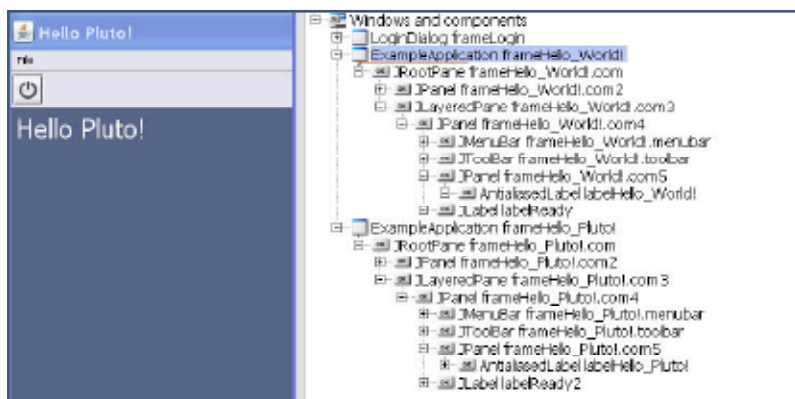 Hello Pluto!
File
Hello Pluto!
Windows and components
LoginDialog frameLogin
ExampleApplication frameHello_World!
JRootPane frameHello_World!.com
JPanel frameHello_World!.com2
JLayeredPane frameHello_World!.com3
JPanel frameHello_World!.com4
JMenuBar frameHello_World!.menubar
JToolBar frameHello_World!.toolbar
JPanel frameHello_World!.com5
AntialiasedLabel labelHello_World!
JLabel labelReady
ExampleApplication frameHello_Pluto!
JRootPane frameHello_Pluto!.com
JPanel frameHello_Pluto!.com2
JLayeredPane frameHello_Pluto!.com3
JPanel frameHello_Pluto!.com4
JMenuBar frameHello_Pluto!.menubar
JToolBar frameHello_Pluto!.toolbar
JPanel frameHello_Pluto!.com5
AntialiasedLabel labelHello_Pluto!
JLabel labelReady2